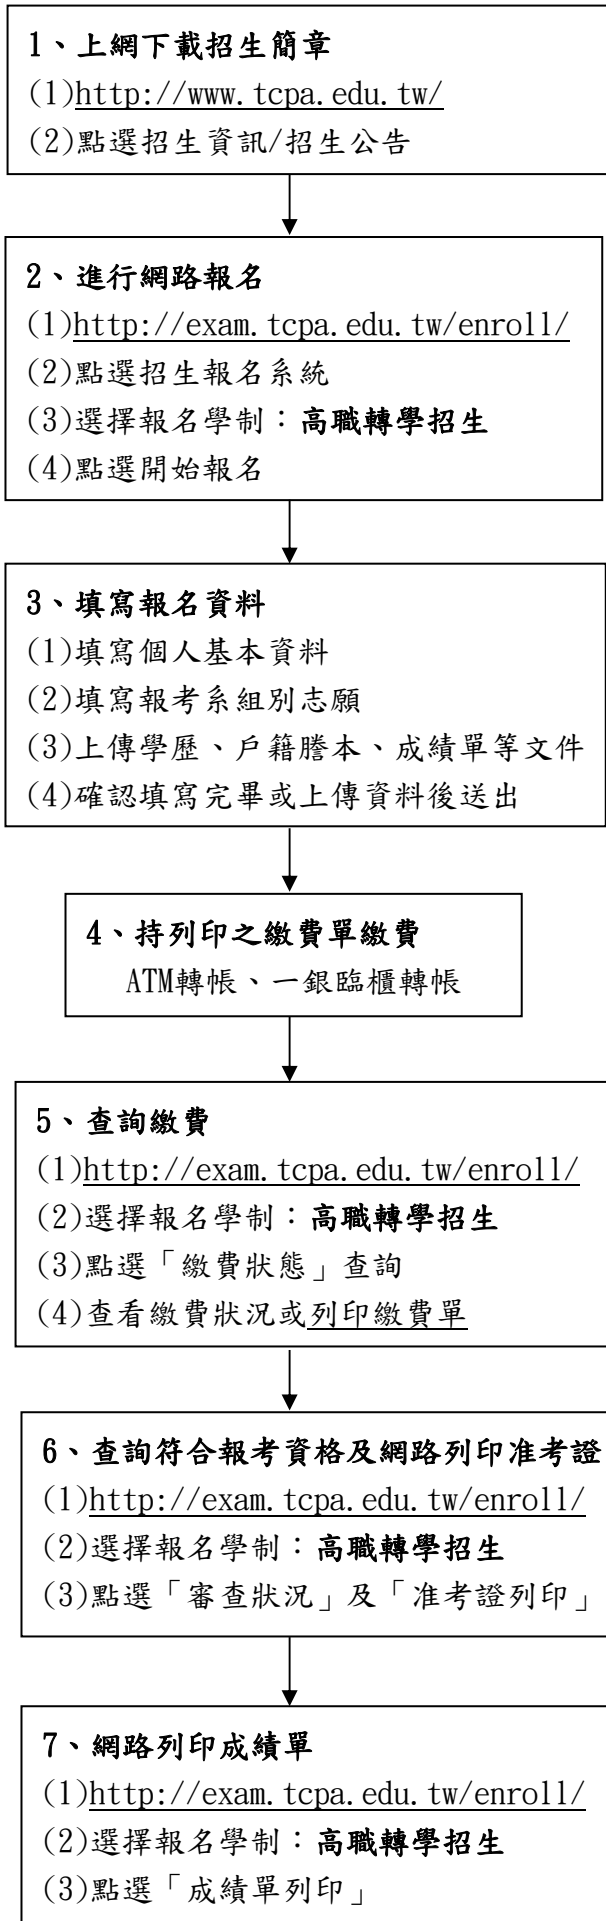 1、上網下載招生簡章
(1)http://www.tcpa.edu.tw/
(2)點選招生資訊/招生公告
2、進行網路報名
(1)http://exam.tcpa.edu.tw/enroll/
(2)點選招生報名系統
(3)選擇報名學制：高職轉學招生
(4)點選開始報名
3、填寫報名資料
(1)填寫個人基本資料
(2)填寫報考系組別志願
(3)上傳學歷、戶籍謄本、成績單等文件
(4)確認填寫完畢或上傳資料後送出
4、持列印之繳費單繳費
ATM轉帳、一銀臨櫃轉帳
5、查詢繳費
(1)http://exam.tcpa.edu.tw/enroll/
(2)選擇報名學制：高職轉學招生
(3)點選「繳費狀態」查詢
(4)查看繳費狀況或列印繳費單
6、查詢符合報考資格及網路列印准考證
(1)http://exam.tcpa.edu.tw/enroll/
(2)選擇報名學制：高職轉學招生
(3)點選「審查狀況」及「准考證列印」
7、網路列印成績單
(1)http://exam.tcpa.edu.tw/enroll/
(2)選擇報名學制：高職轉學招生
(3)點選「成績單列印」